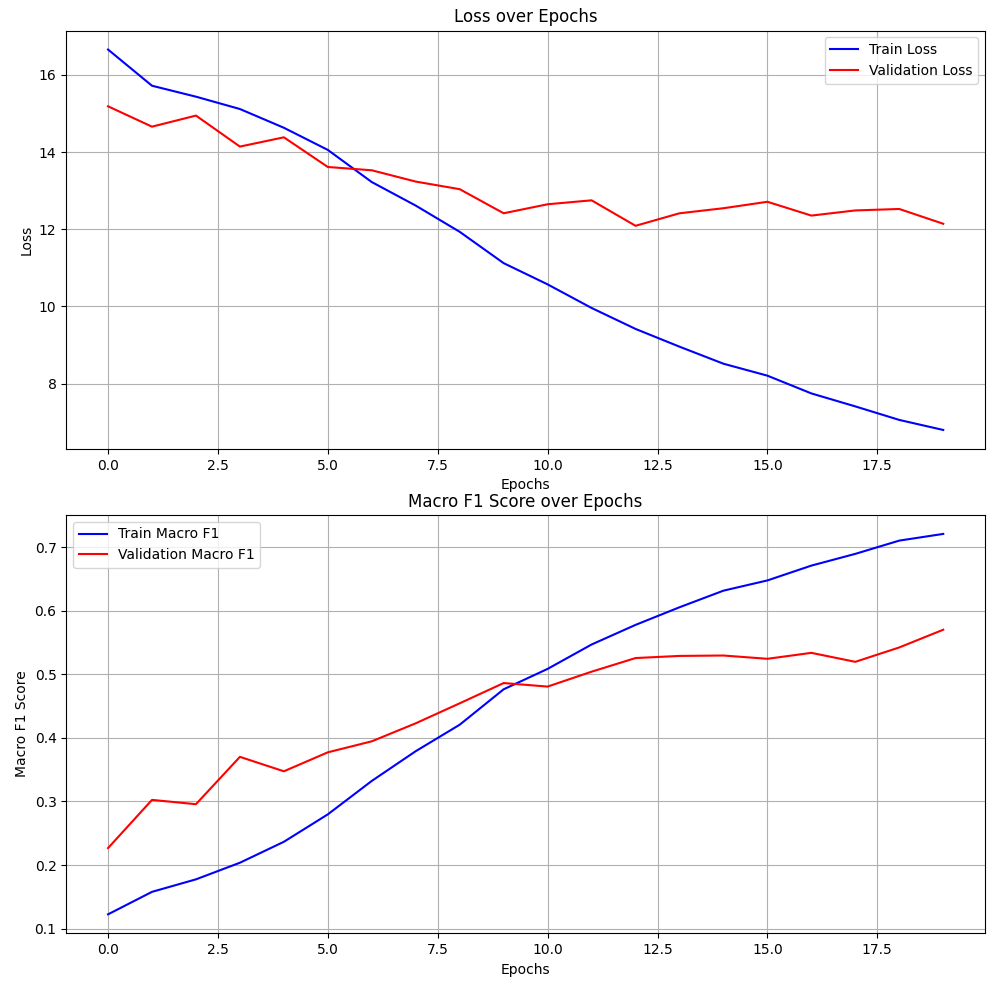 Loss over Epochs
Train Loss
Validation Loss
16
14
12
10
8
Loss
0.0 2.5 5.0 7.5 10.0 12.5 15.0 17.5
Epochs
Macro F1 Score over Epochs
Train Macro F1
Validation Macro F1
0.7
0.6
0.5
0.4
0.3
0.2
0.1
Macro F1 Score
0.0 2.5 5.0 7.5 10.0 12.5 15.0 17.5
Epochs